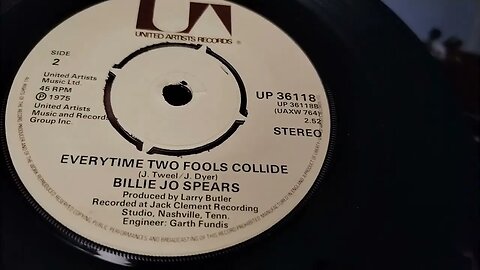 UNITED ARTISTS RECORDS
SIDE
2
United Artists
Music Ltd.
45 RPM
Ⓟ 1975
United Artists
Music and Records
Group Inc.
UP 36118
UP 36118B
(UAXW 764)
2.52
STEREO
EVERYTIME TWO FOOLS COLLIDE
(J. Tweel/J. Dyer)
BILLIE JO SPEARS
Produced by Larry Butler
Recorded at Jack Clement Recording
Studio, Nashville, Tenn.
Engineer: Garth Fundis